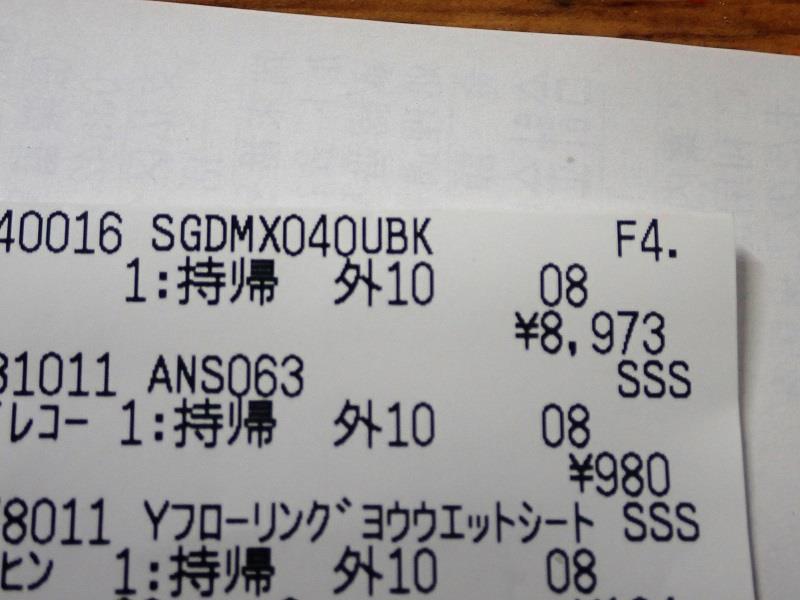 40016 SGDMX040UBK F4.
1:持帰 外10 08
¥8,973
31011 ANS063 SSS
レコー 1:持帰 外10 08
¥980
8011 Yフローリングヨウウエットシート SSS
ヒン 1:持帰 外10 08